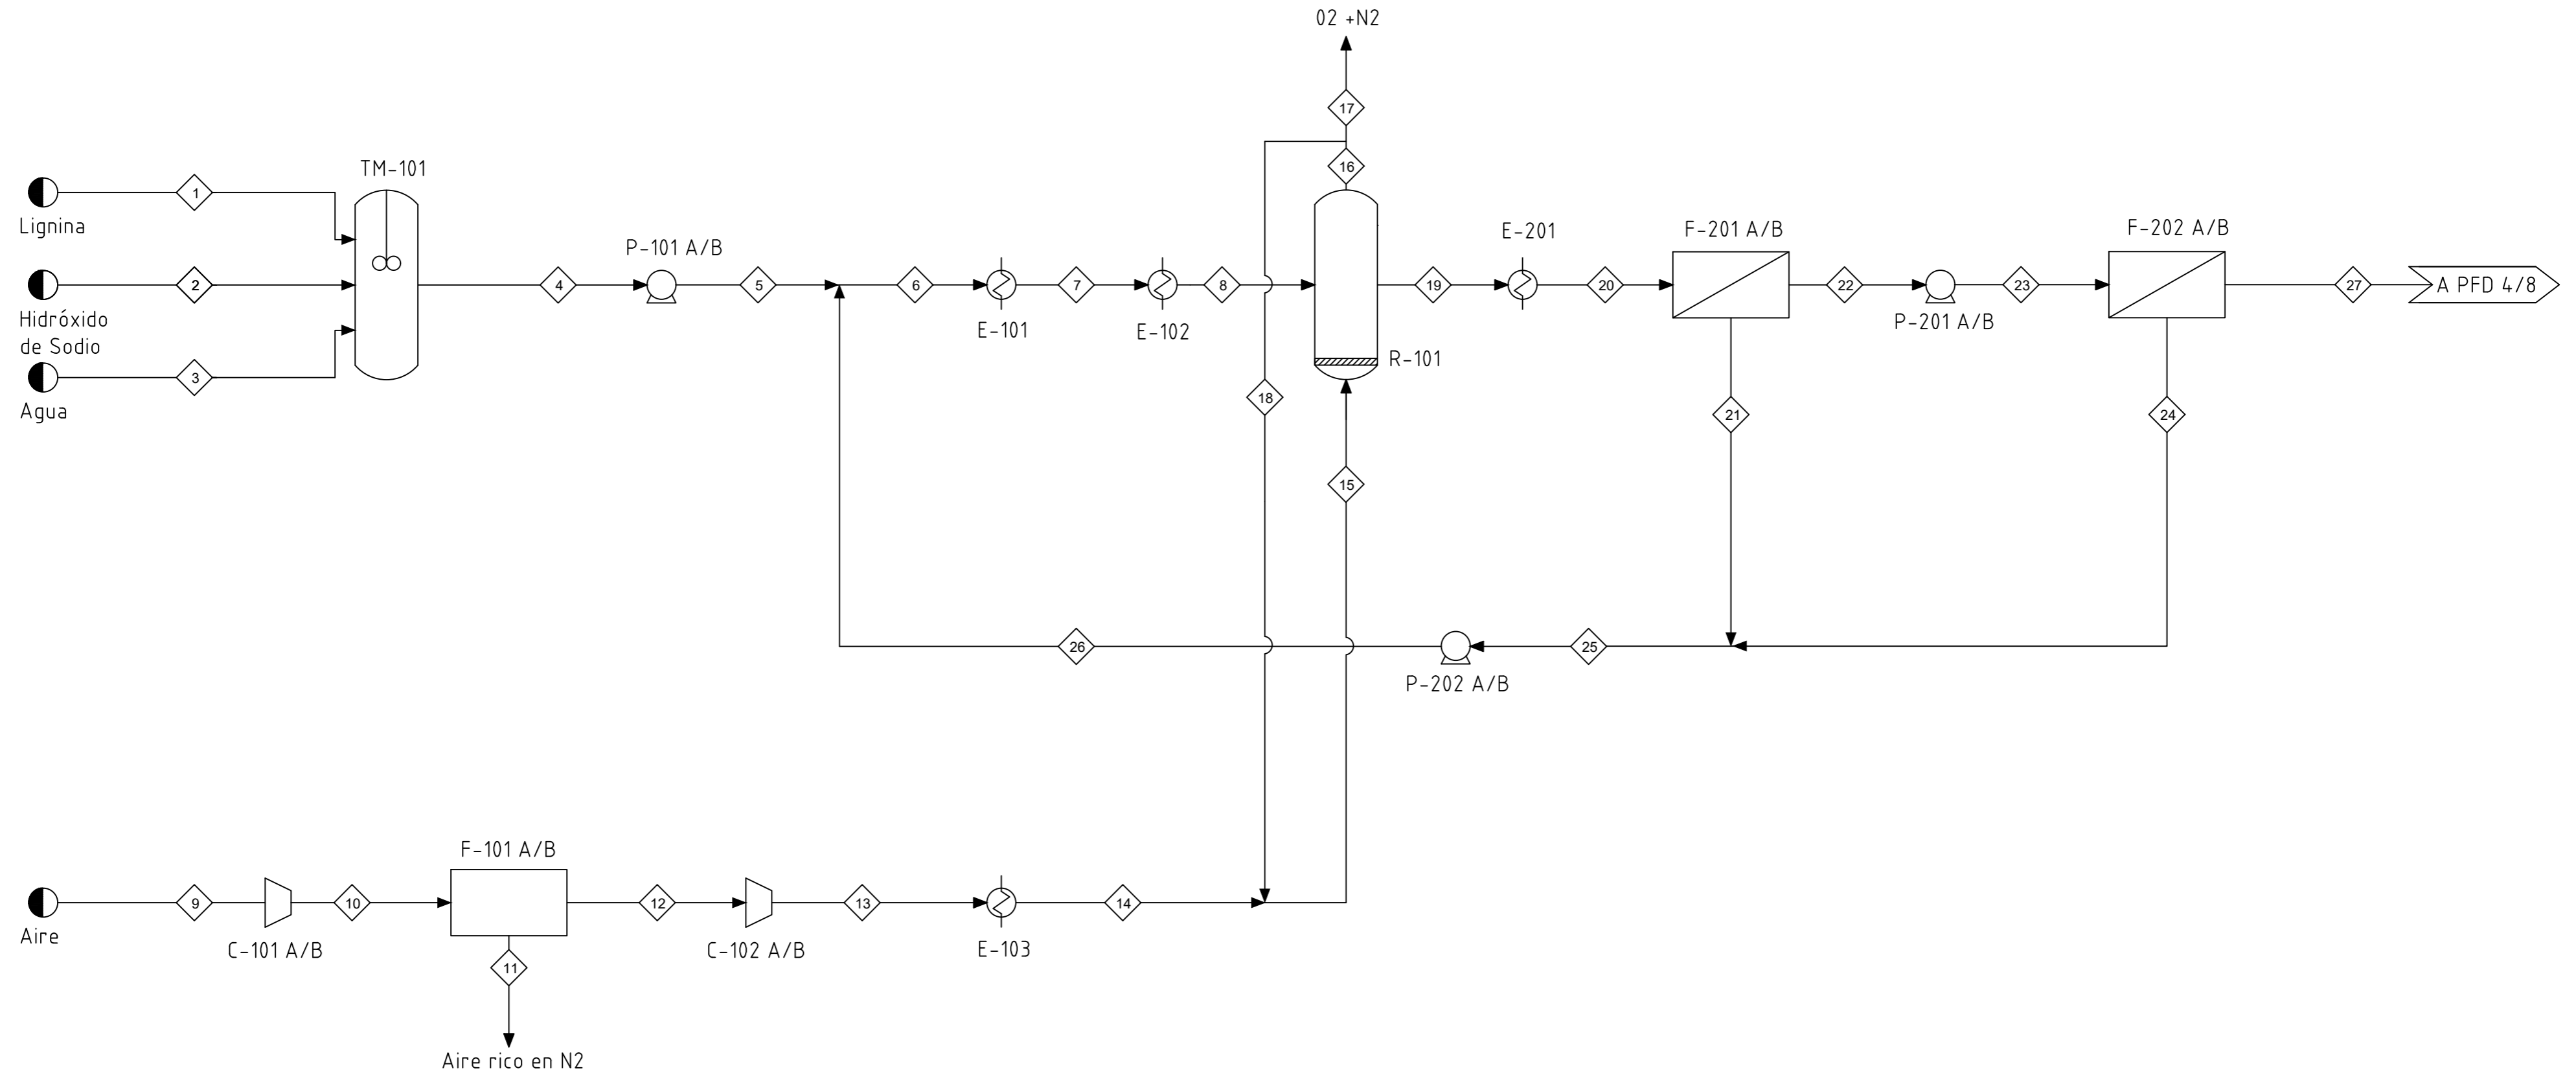 02 +N2
17
16
TM-101
1
Lignina
P-101 A/B
E-201
F-201 A/B
F-202 A/B
2
4
5
6
7
8
19
20
22
23
27
A PFD 4/8
Hidróxido
de Sodio
E-101
E-102
P-201 A/B
R-101
3
Agua
18
21
24
15
26
25
P-202 A/B
F-101 A/B
9
10
12
13
14
Aire
C-101 A/B
C-102 A/B
E-103
11
Aire rico en N2